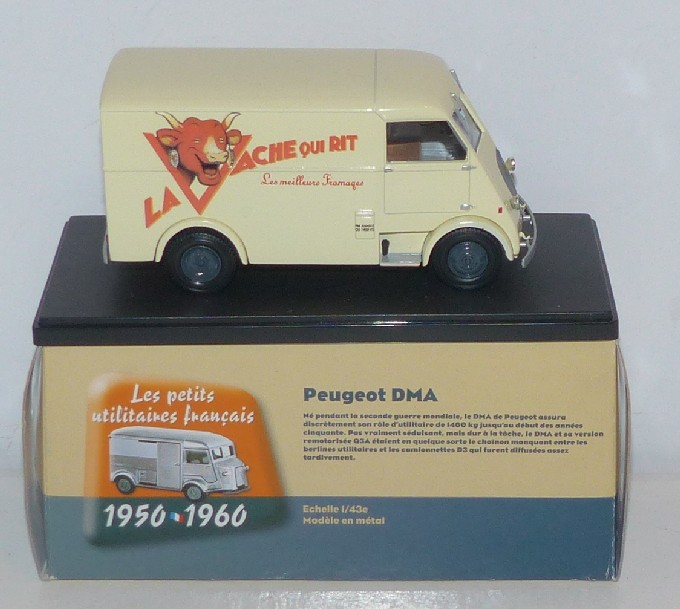 LA VACHE QUI RIT
Les meilleurs Fromages
Les petits
utilitaires français
1950 1960
Peugeot DMA
Né pendant la seconde guerre mondiale, le DMA de Peugeot assura
discrètement son rôle d'utilitaire de 1400 kg jusqu'au début des années
cinquante. Pas vraiment séduisant, mais dur à la tâche, le DMA et sa version
remotorisée Q3A étaient en quelque sorte le chaînon manquant entre les
berlines utilitaires et les camionnettes D3 qui furent diffusées assez
tardivement.
Echelle 1/43e
Modèle en métal